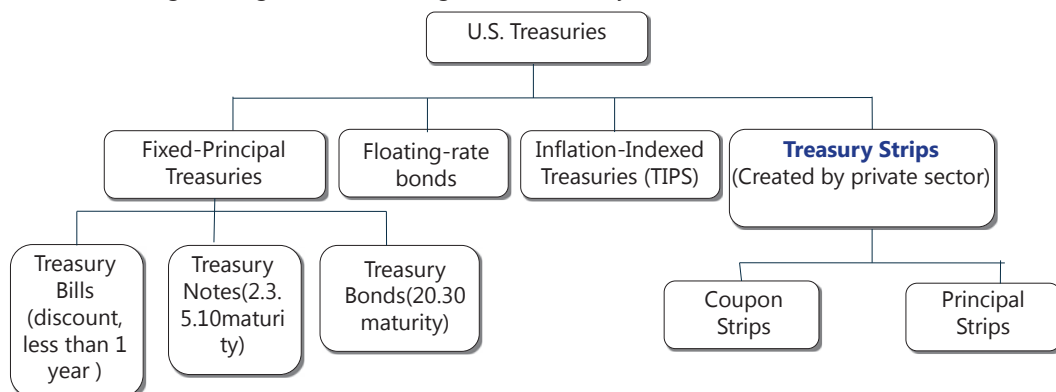 U.S. Treasuries
Fixed-Principal
Treasuries
Floating-rate
bonds
Inflation-Indexed
Treasuries (TIPS)
Treasury Strips
(Created by private sector)
Treasury
Bills
(discount,
less than 1
year )
Treasury
Notes(2.3.
5.10maturi
ty)
Treasury
Bonds(20.30
maturity)
Coupon
Strips
Principal
Strips